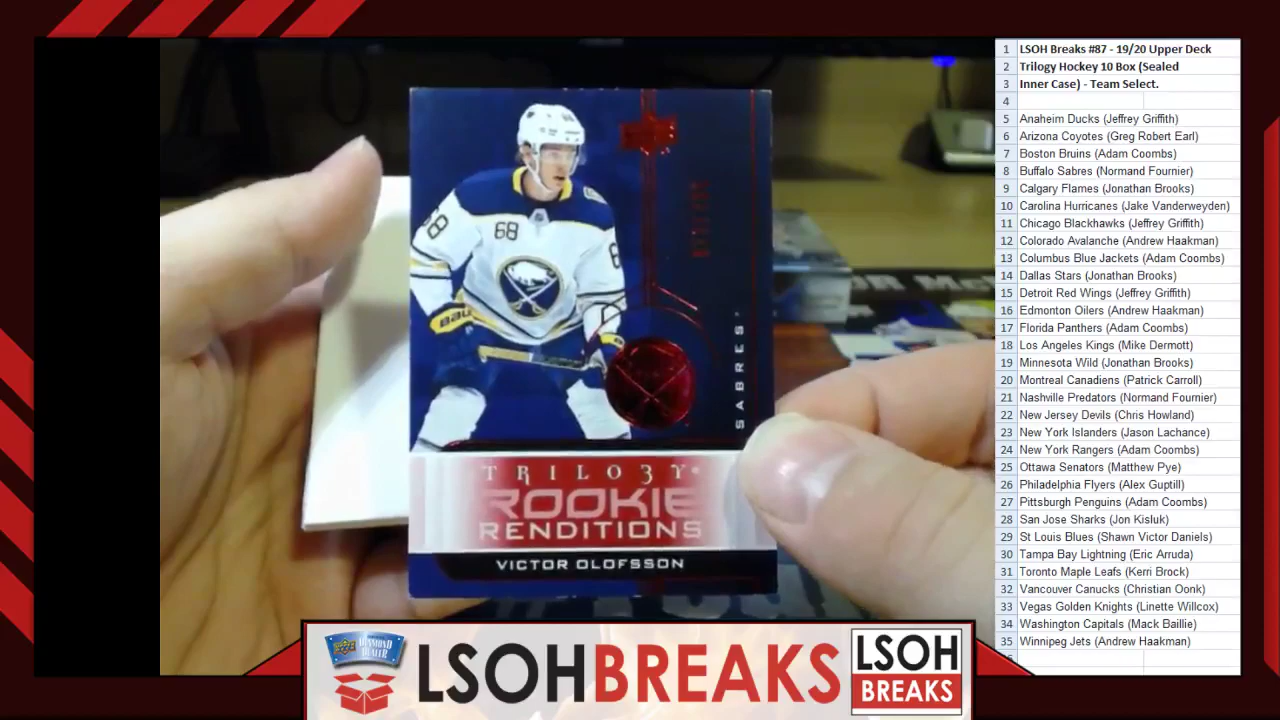 68
68
SABRES
TRILO3Y
ROOKIE
RENDITIONS
VICTOR OLOFSSON
1 LSOH Breaks #87 - 19/20 Upper Deck
2 Trilogy Hockey 10 Box (Sealed
3 Inner Case) - Team Select.
4
5 Anaheim Ducks (Jeffrey Griffith)
6 Arizona Coyotes (Greg Robert Earl)
7 Boston Bruins (Adam Coombs)
8 Buffalo Sabres (Normand Fournier)
9 Calgary Flames (Jonathan Brooks)
10 Carolina Hurricanes (Jake Vanderweyden)
11 Chicago Blackhawks (Jeffrey Griffith)
12 Colorado Avalanche (Andrew Haakman)
13 Columbus Blue Jackets (Adam Coombs)
14 Dallas Stars (Jonathan Brooks)
15 Detroit Red Wings (Jeffrey Griffith)
16 Edmonton Oilers (Andrew Haakman)
17 Florida Panthers (Adam Coombs)
18 Los Angeles Kings (Mike Dermott)
19 Minnesota Wild (Jonathan Brooks)
20 Montreal Canadiens (Patrick Carroll)
21 Nashville Predators (Normand Fournier)
22 New Jersey Devils (Chris Howland)
23 New York Islanders (Jason Lachance)
24 New York Rangers (Adam Coombs)
25 Ottawa Senators (Matthew Pye)
26 Philadelphia Flyers (Alex Guptill)
27 Pittsburgh Penguins (Adam Coombs)
28 San Jose Sharks (Jon Kisluk)
29 St Louis Blues (Shawn Victor Daniels)
30 Tampa Bay Lightning (Eric Arruda)
31 Toronto Maple Leafs (Kerri Brock)
32 Vancouver Canucks (Christian Oonk)
33 Vegas Golden Knights (Linette Willcox)
34 Washington Capitals (Mack Baillie)
35 Winnipeg Jets (Andrew Haakman)
DIAMOND
DEALER
LSOHBREAKS
LSOH
BREAKS